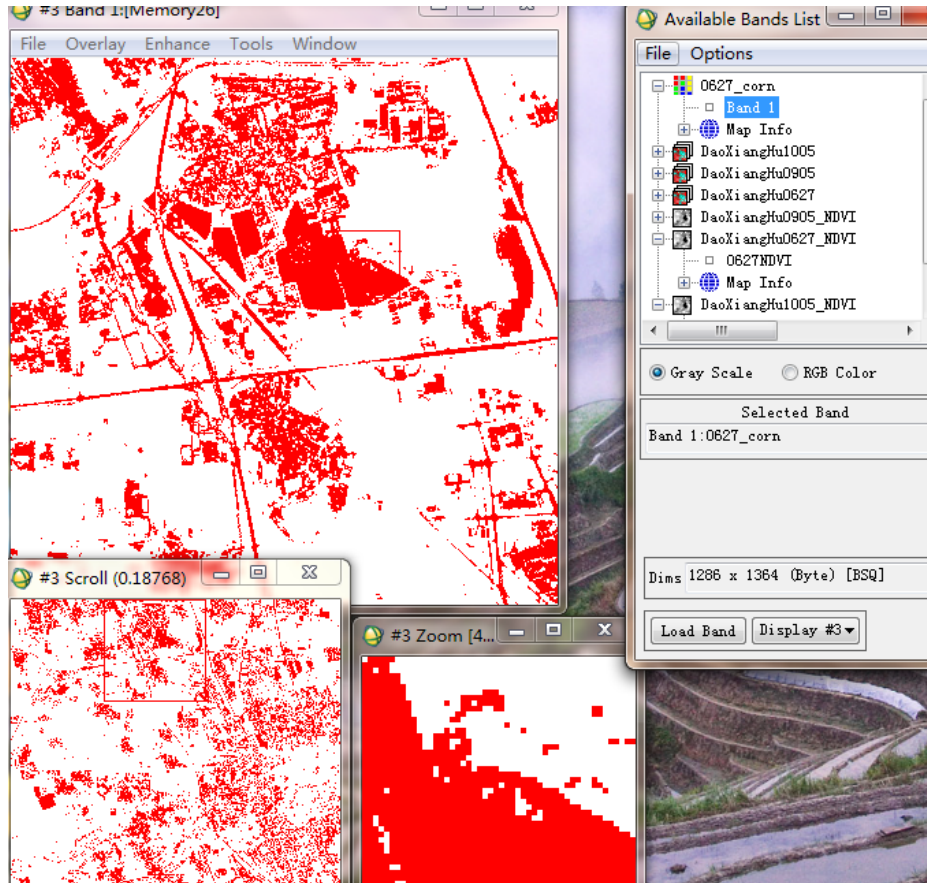 #3 Band 1:[Memory26]
File Overlay Enhance Tools Window
Available Bands List
File Options
0627_corn
Band 1
Map Info
DaoXiangHu1005
DaoXiangHu0905
DaoXiangHu0627
DaoXiangHu0905_NDVI
DaoXiangHu0627_NDVI
0627NDVI
Map Info
DaoXiangHu1005_NDVI
Gray Scale RGB Color
Selected Band
Band 1:0627_corn
Dims 1286 x 1364 (Byte) [BSQ]
Load Band Display #3
#3 Scroll (0.18768)
#3 Zoom [4...